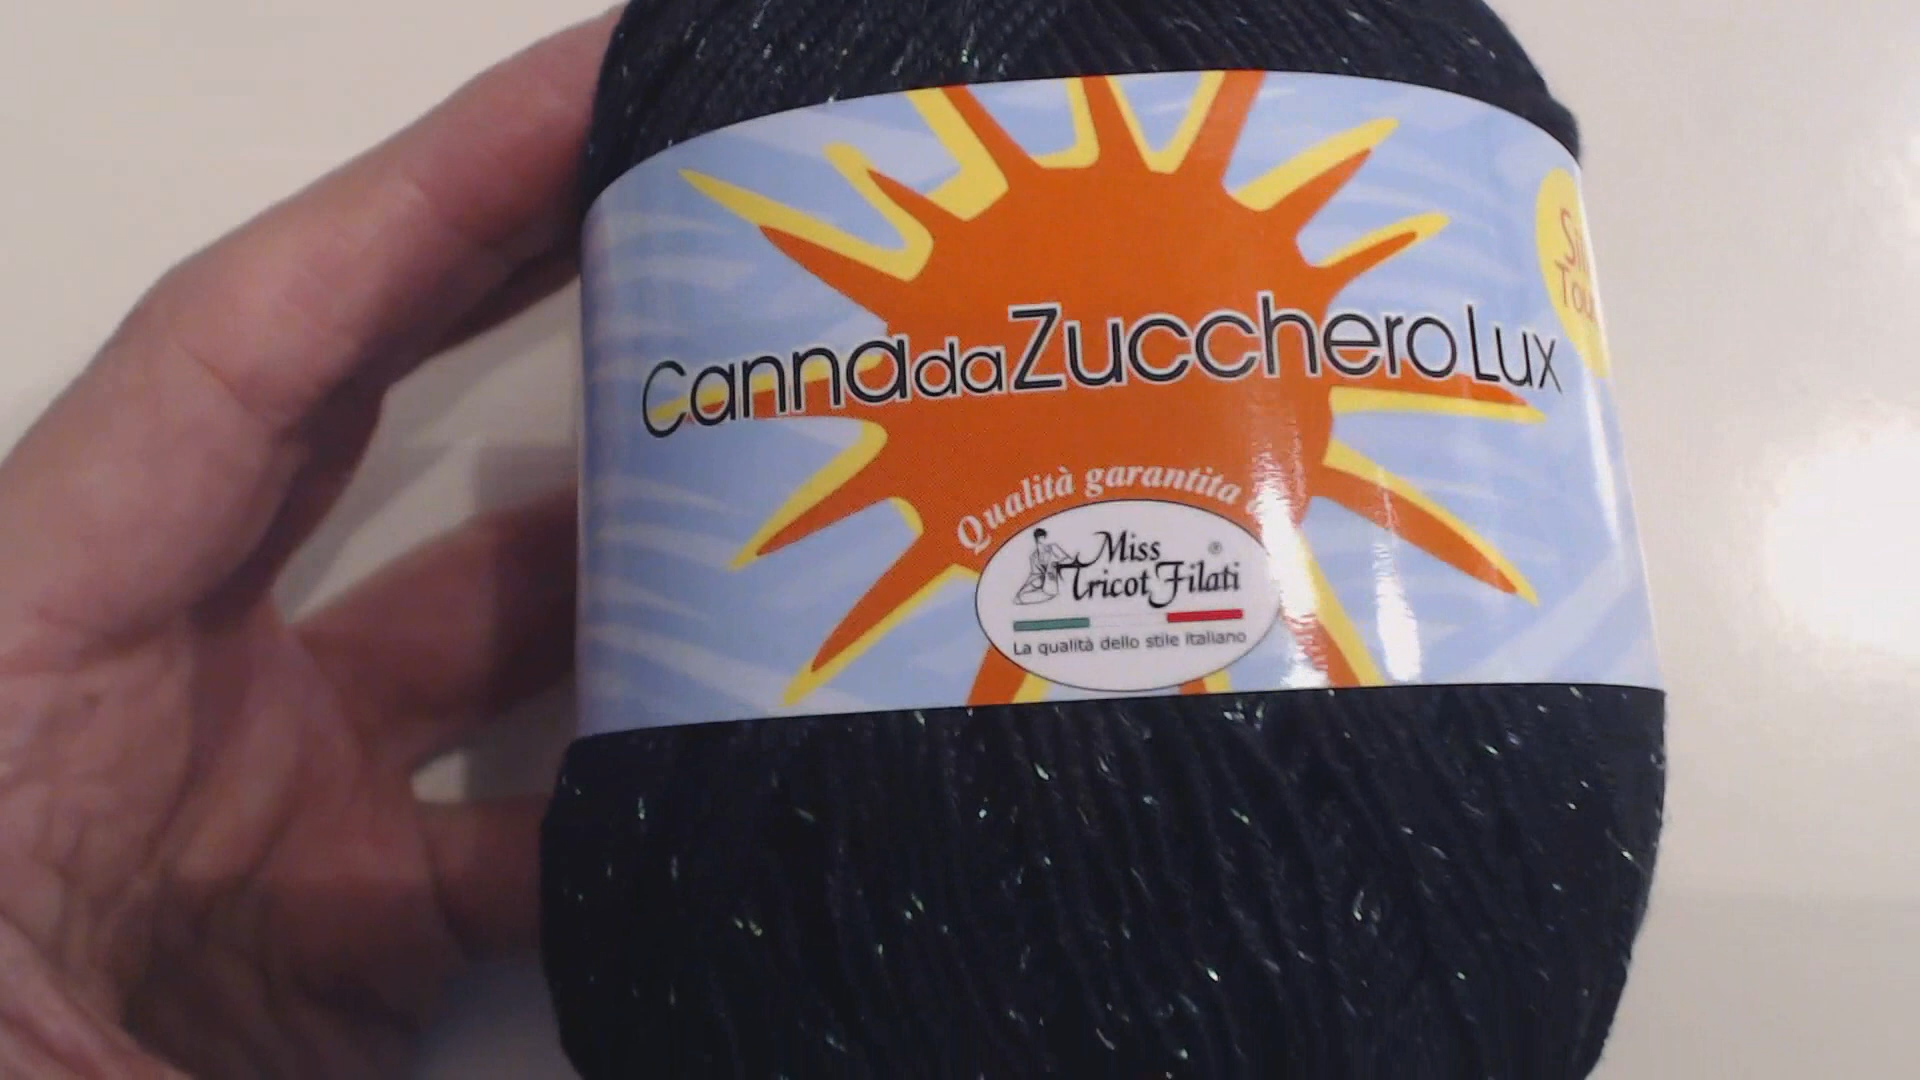 Canna da Zucchero Lux
Qualità garantita
Miss
Tricot Filati
®
La qualità dello stile italiano